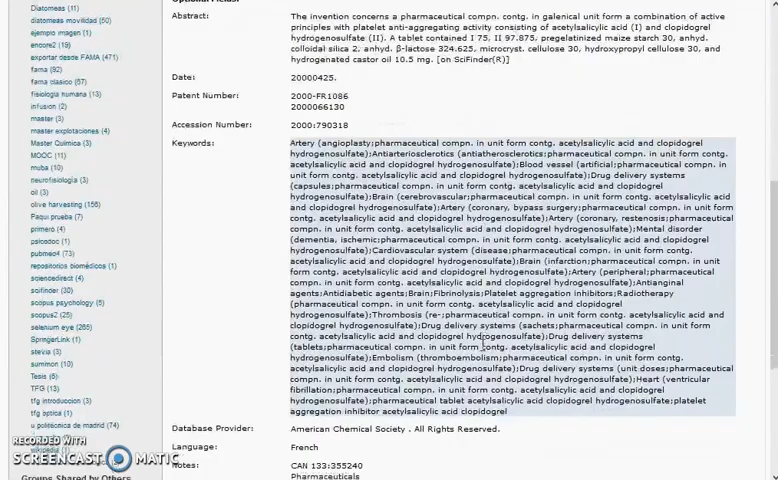 Diatomeas (11)
diatomeas movilidad (50)
ejemplo imagen (1)
encore2 (19)
exportar desde FAMA (471)
fama (92)
fama clasico (57)
fisiología humana (13)
infusion (2)
master (3)
master explotaciones (4)
Master Química (3)
MOOC (11)
muba (10)
neurofisiología (3)
oil (3)
olive harvesting (156)
Paqui prueba (7)
primero (4)
psicodoc (1)
pubmed (73)
repositorios biomédicos (1)
sciencedirect (4)
scifinder (30)
scopus psychology (5)
scopus2 (25)
selenium eye (265)
SpringerLink (1)
stevia (3)
summon (10)
Tesis (6)
TFG (13)
tfg introduccion (3)
tfg optica (1)
u politecnica de madrid (74)
Groups Shared by Others
RECORDED WITH
SCREENCAST MATIC
Abstract:
The invention concerns a pharmaceutical compn. contg. in galenical unit form a combination of active
principles with platelet anti-aggregating activity consisting of acetylsalicylic acid (I) and clopidogrel
hydrogenosulfate (II). A tablet contained I 75, II 97.875, pregelatinized maize starch 30, anhyd.
colloidal silica 2, anhyd. β-lactose 324.625, microcryst. cellulose 30, hydroxypropyl cellulose 30, and
hydrogenated castor oil 10.5 mg. [on SciFinder(R)]
Date:
20000425.
Patent Number:
2000-FR1086
2000066130
Accession Number:
2000:790318
Keywords:
Artery (angioplasty;pharmaceutical compn. in unit form contg. acetylsalicylic acid and clopidogrel
hydrogenosulfate);Antiarteriosclerotics (antiatherosclerotics;pharmaceutical compn. in unit form contg.
acetylsalicylic acid and clopidogrel hydrogenosulfate);Blood vessel (artificial;pharmaceutical compn. in
unit form contg. acetylsalicylic acid and clopidogrel hydrogenosulfate);Drug delivery systems
(capsules;pharmaceutical compn. in unit form contg. acetylsalicylic acid and clopidogrel
hydrogenosulfate);Brain (cerebrovascular;pharmaceutical compn. in unit form contg. acetylsalicylic acid
and clopidogrel hydrogenosulfate);Artery (coronary, bypass surgery;pharmaceutical compn. in unit form
contg. acetylsalicylic acid and clopidogrel hydrogenosulfate);Artery (coronary, restenosis;pharmaceutical
compn. in unit form contg. acetylsalicylic acid and clopidogrel hydrogenosulfate);Mental disorder
(dementia, ischemic;pharmaceutical compn. in unit form contg. acetylsalicylic acid and clopidogrel
hydrogenosulfate);Cardiovascular system (disease;pharmaceutical compn. in unit form contg.
acetylsalicylic acid and clopidogrel hydrogenosulfate);Brain (infarction;pharmaceutical compn. in unit
form contg. acetylsalicylic acid and clopidogrel hydrogenosulfate);Artery (peripheral;pharmaceutical
compn. in unit form contg. acetylsalicylic acid and clopidogrel hydrogenosulfate);Antianginal
agents;Antidiabetic agents;Brain;Fibrinolysis;Platelet aggregation inhibitors;Radiotherapy
(pharmaceutical compn. in unit form contg. acetylsalicylic acid and clopidogrel
hydrogenosulfate);Thrombosis (re-;pharmaceutical compn. in unit form contg. acetylsalicylic acid and
clopidogrel hydrogenosulfate);Drug delivery systems (sachets;pharmaceutical compn. in unit form
contg. acetylsalicylic acid and clopidogrel hydrogenosulfate);Drug delivery systems
(tablets;pharmaceutical compn. in unit form contg. acetylsalicylic acid and clopidogrel
hydrogenosulfate);Embolism (thromboembolism;pharmaceutical compn. in unit form contg.
acetylsalicylic acid and clopidogrel hydrogenosulfate);Drug delivery systems (unit doses;pharmaceutical
compn. in unit form contg. acetylsalicylic acid and clopidogrel hydrogenosulfate);Heart (ventricular
fibrillation;pharmaceutical compn. in unit form contg. acetylsalicylic acid and clopidogrel
hydrogenosulfate);pharmaceutical tablet acetylsalicylic acid clopidogrel hydrogenosulfate;platelet
aggregation inhibitor acetylsalicylic acid clopidogrel
Database Provider:
American Chemical Society . All Rights Reserved.
Language:
French
Notes:
CAN 133:355240
Pharmaceuticals